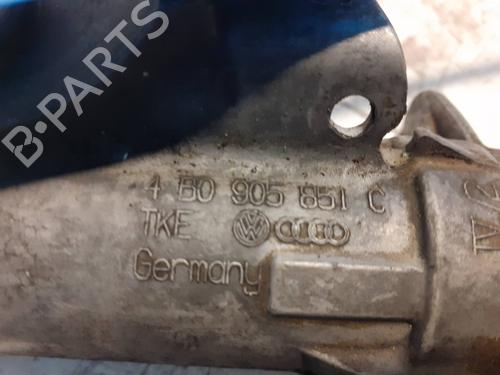 B-PARTS
4 B0 905 851 C
TKE
Germany